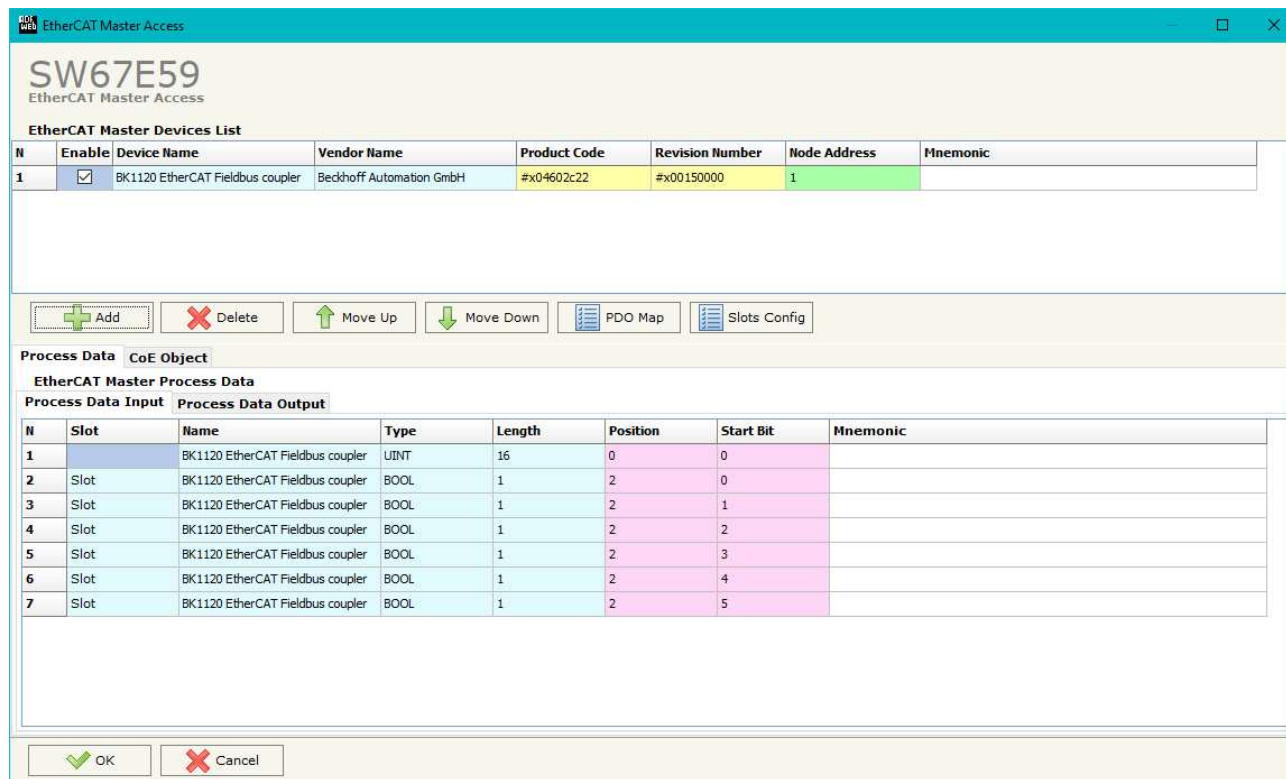 ADF WEB EtherCAT Master Access
SW67E59
EtherCAT Master Access
EtherCAT Master Devices List
N Enable Device Name Vendor Name Product Code Revision Number Node Address Mnemonic
1 BK1120 EtherCAT Fieldbus coupler Beckhoff Automation GmbH #x04602c22 #x00150000 1
Add Delete Move Up Move Down PDO Map Slots Config
Process Data CoE Object
EtherCAT Master Process Data
Process Data Input Process Data Output
N Slot Name Type Length Position Start Bit Mnemonic
1 BK1120 EtherCAT Fieldbus coupler UINT 16 0 0
2 Slot BK1120 EtherCAT Fieldbus coupler BOOL 1 2 0
3 Slot BK1120 EtherCAT Fieldbus coupler BOOL 1 2 1
4 Slot BK1120 EtherCAT Fieldbus coupler BOOL 1 2 2
5 Slot BK1120 EtherCAT Fieldbus coupler BOOL 1 2 3
6 Slot BK1120 EtherCAT Fieldbus coupler BOOL 1 2 4
7 Slot BK1120 EtherCAT Fieldbus coupler BOOL 1 2 5
OK Cancel